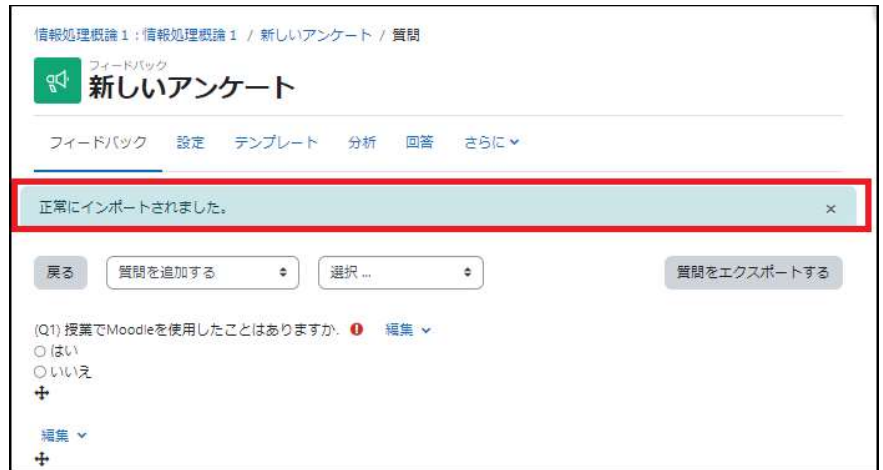 情報処理概論１:情報処理概論１ / 新しいアンケート / 質問
フィードバック
新しいアンケート
フィードバック 設定 テンプレート 分析 回答 さらに
正常にインポートされました。 ×
戻る 質問を追加する 選択 ... 質問をエクスポートする
(Q1) 授業でMoodleを使用したことはありますか. 編集
はい
いいえ
編集